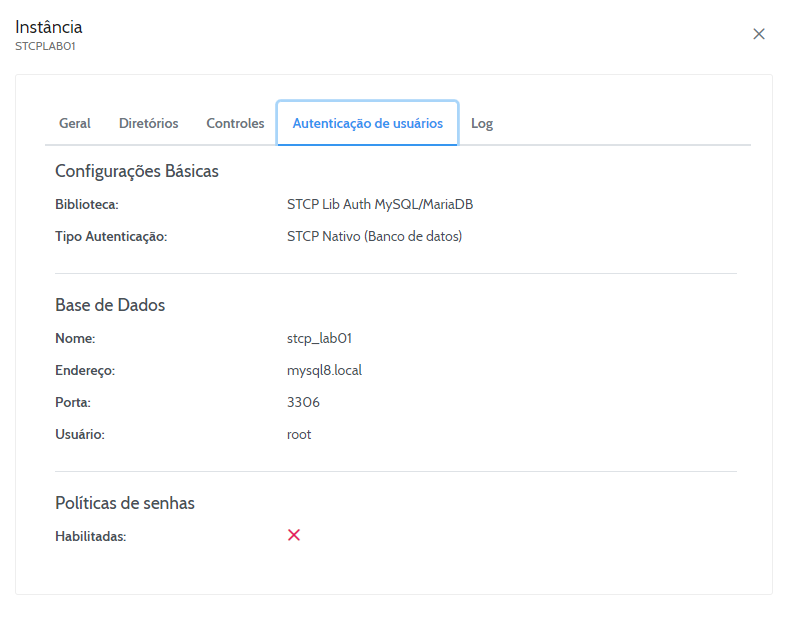 Instância
STCPLAB01
Geral Diretórios Controles Autenticação de usuários Log
Configurações Básicas
Biblioteca: STCP Lib Auth MySQL/MariaDB
Tipo Autenticação: STCP Nativo (Banco de datos)
Base de Dados
Nome: stcp_lab01
Endereço: mysql8.local
Porta: 3306
Usuário: root
Políticas de senhas
Habilitadas: